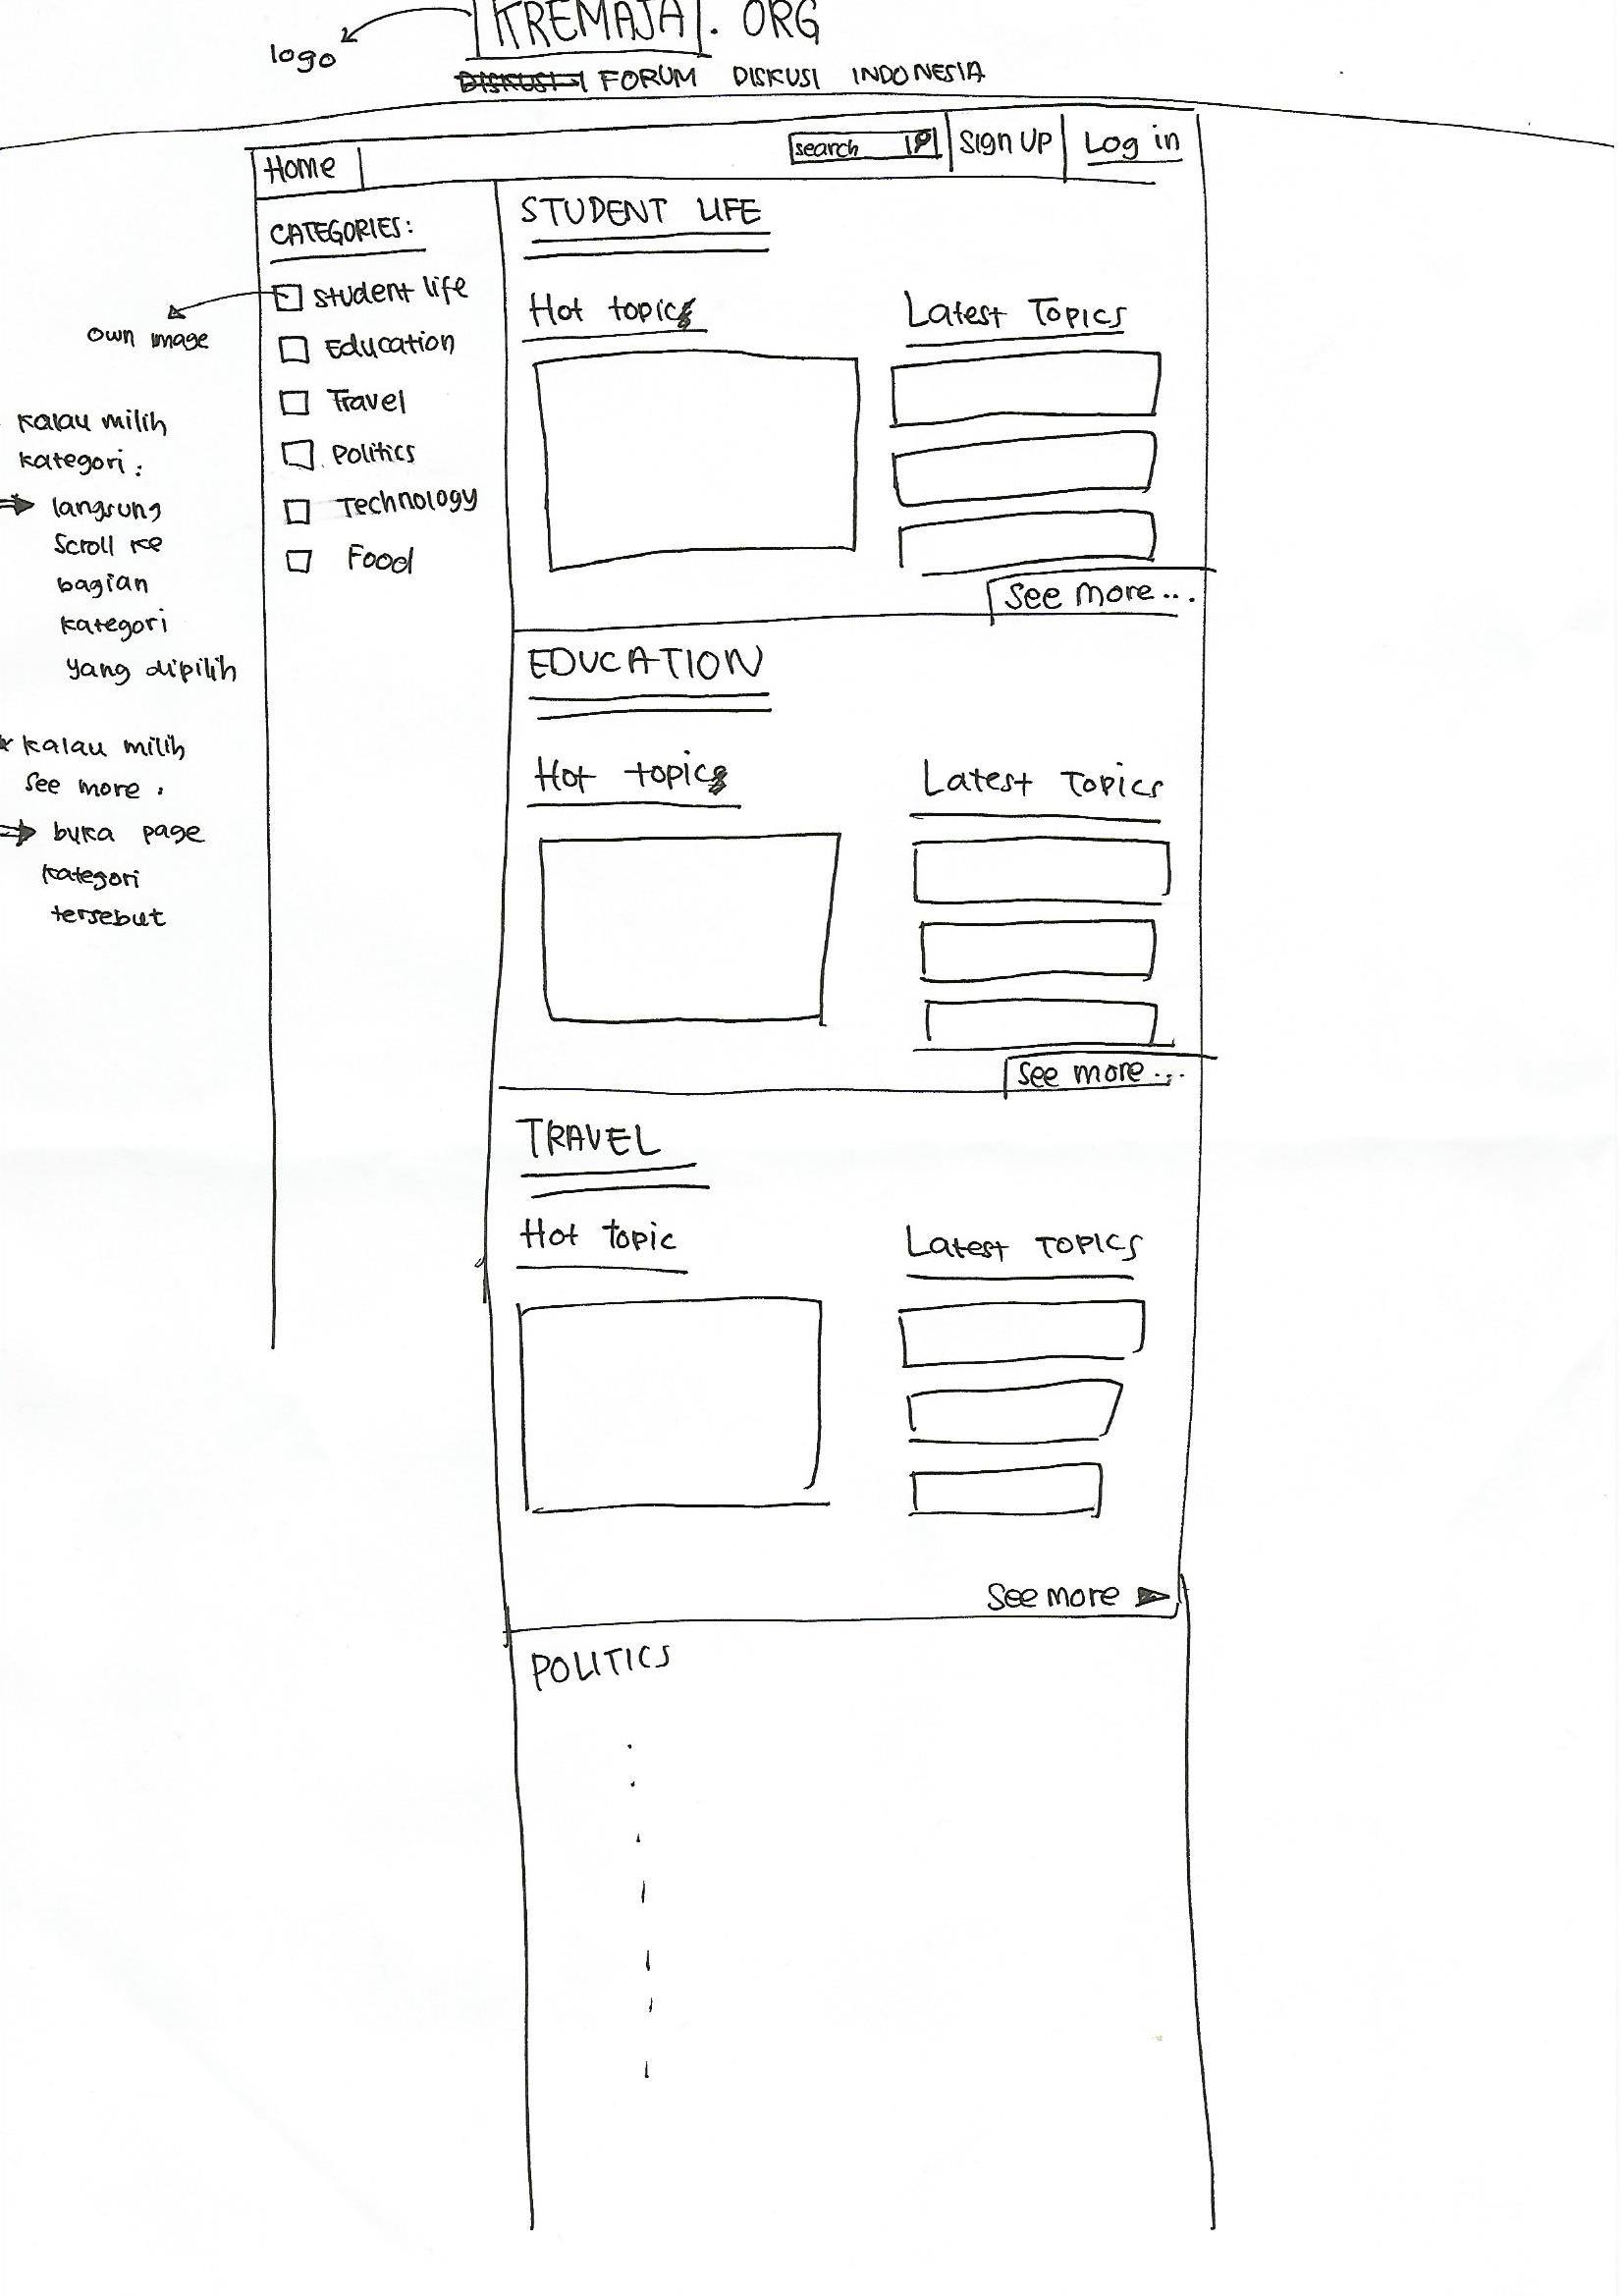 KREMAJA. ORG
logo
FORUM DISKUSI INDONESIA
Home
search
Sign Up
Log in
CATEGORIES:
student life
Education
Travel
Politics
Technology
Food
own image
kalau milih
kategori :
langsung
scroll ke
bagian
kategori
yang dipilih
kalau milih
see more :
buka page
kategori
tersebut
STUDENT LIFE
Hot topic
Latest Topics
See more...
EDUCATION
Hot topic
Latest Topics
See more...
TRAVEL
Hot topic
Latest TOPICS
See more
POLITICS